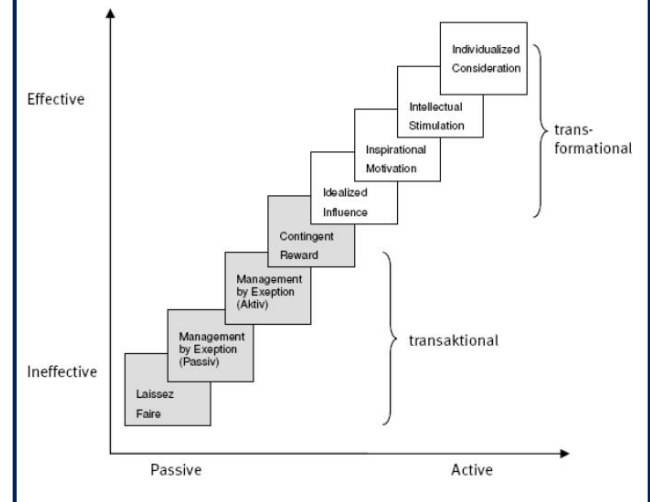 Individualized
Consideration
Effective
Intellectual
Stimulation
trans-
formational
Inspirational
Motivation
Idealized
Influence
Contingent
Reward
Management
by Exeption
(Aktiv)
Management
by Exeption
(Passiv)
transaktional
Ineffective
Laissez
Faire
Passive
Active